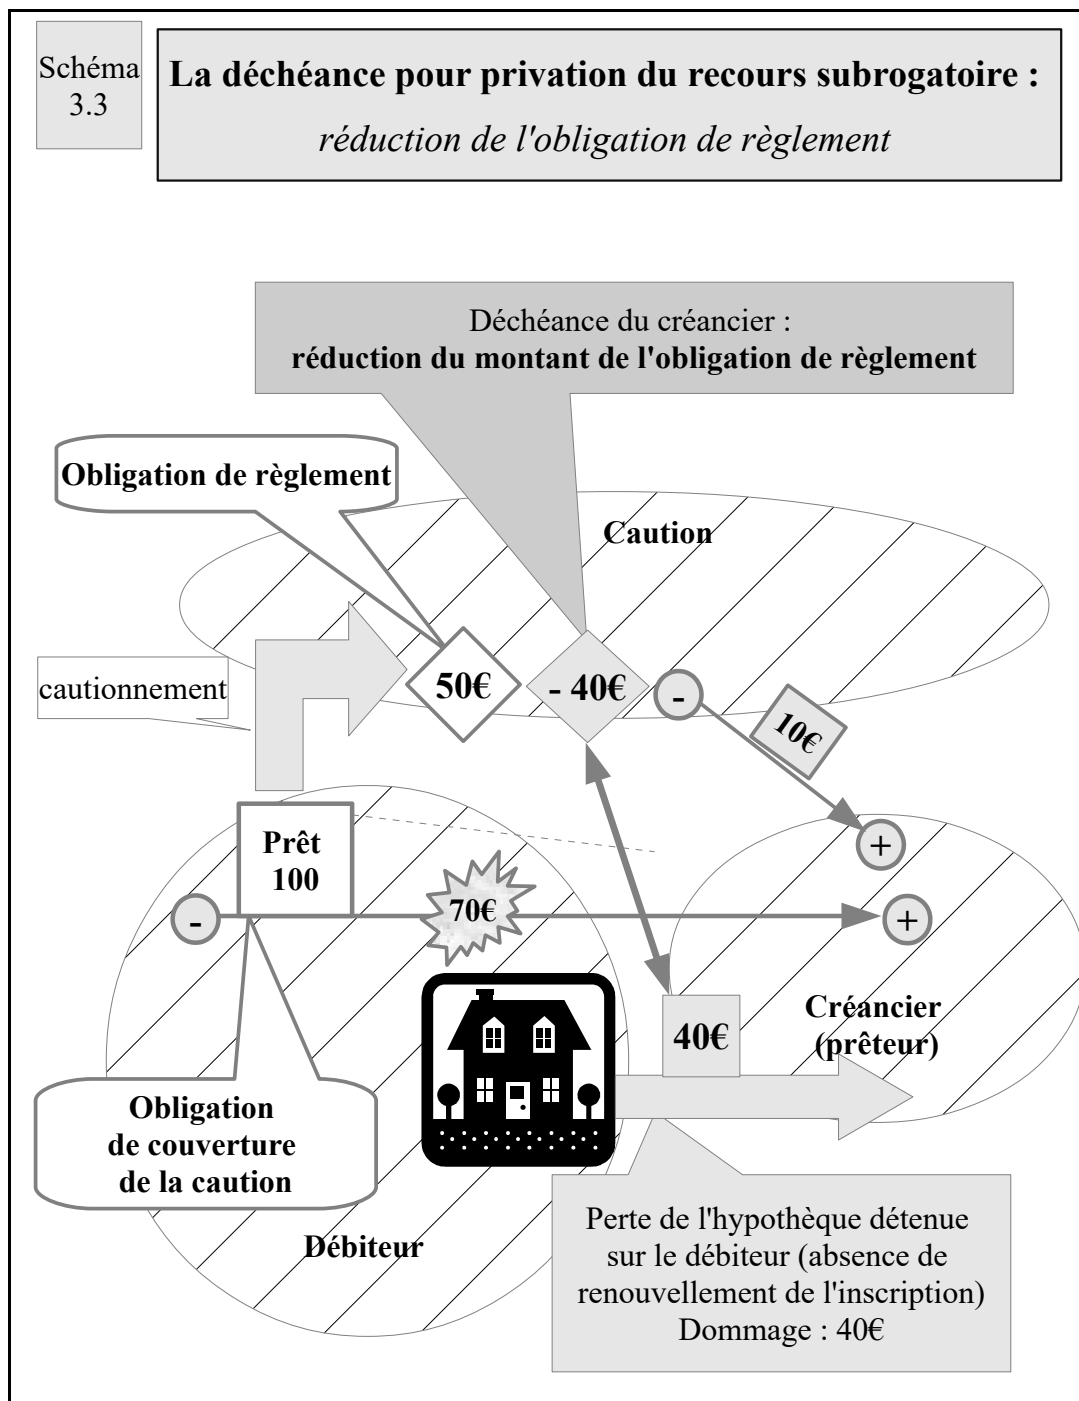 Schéma
3.3
La déchéance pour privation du recours subrogatoire :
réduction de l'obligation de règlement
Déchéance du créancier :
réduction du montant de l'obligation de règlement
Obligation de règlement
Caution
cautionnement
50€
- 40€
-
10€
Prêt
100
+
-
70€
+
40€
Créancier
(prêteur)
Obligation
de couverture
de la caution
Débiteur
Perte de l'hypothèque détenue
sur le débiteur (absence de
renouvellement de l'inscription)
Dommage : 40€